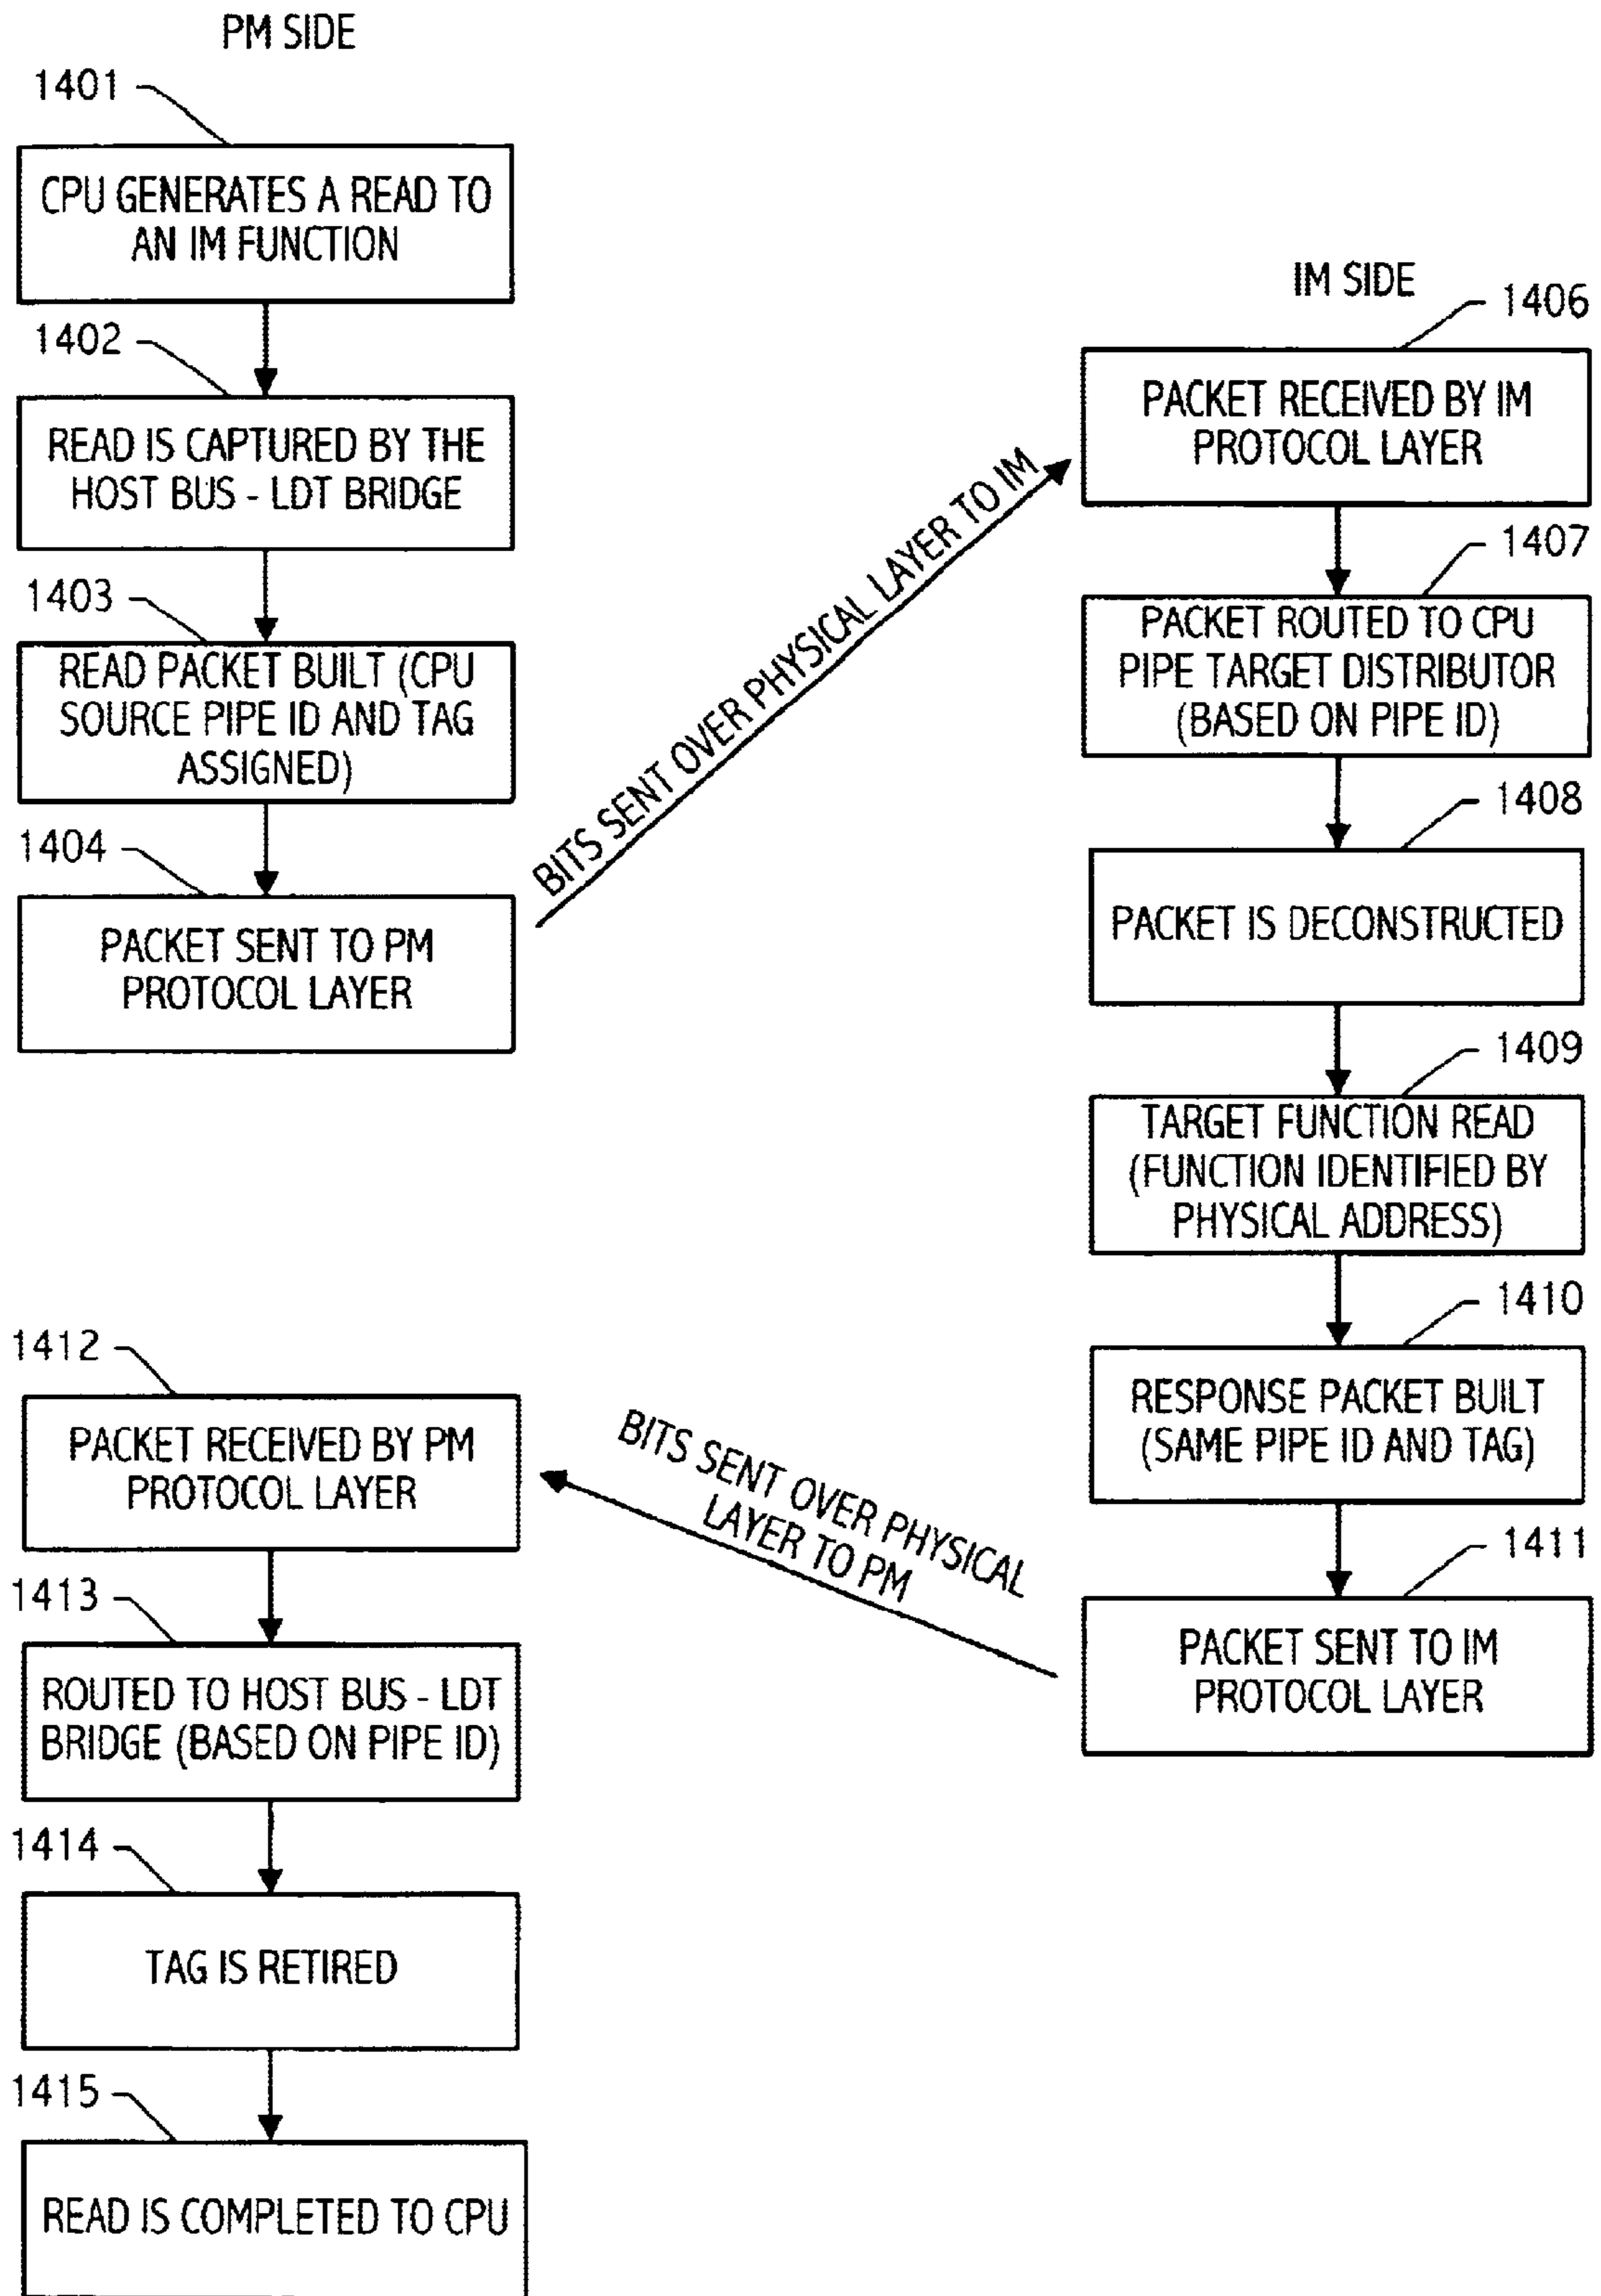 PM SIDE
1401
CPU GENERATES A READ TO
AN IM FUNCTION
1402
READ IS CAPTURED BY THE
HOST BUS - LDT BRIDGE
1403
READ PACKET BUILT (CPU
SOURCE PIPE ID AND TAG
ASSIGNED)
1404
PACKET SENT TO PM
PROTOCOL LAYER
BITS SENT OVER PHYSICAL LAYER TO IM
IM SIDE
1406
PACKET RECEIVED BY IM
PROTOCOL LAYER
1407
PACKET ROUTED TO CPU
PIPE TARGET DISTRIBUTOR
(BASED ON PIPE ID)
1408
PACKET IS DECONSTRUCTED
1409
TARGET FUNCTION READ
(FUNCTION IDENTIFIED BY
PHYSICAL ADDRESS)
1410
RESPONSE PACKET BUILT
(SAME PIPE ID AND TAG)
1411
PACKET SENT TO IM
PROTOCOL LAYER
BITS SENT OVER PHYSICAL
LAYER TO PM
1412
PACKET RECEIVED BY PM
PROTOCOL LAYER
1413
ROUTED TO HOST BUS - LDT
BRIDGE (BASED ON PIPE ID)
1414
TAG IS RETIRED
1415
READ IS COMPLETED TO CPU